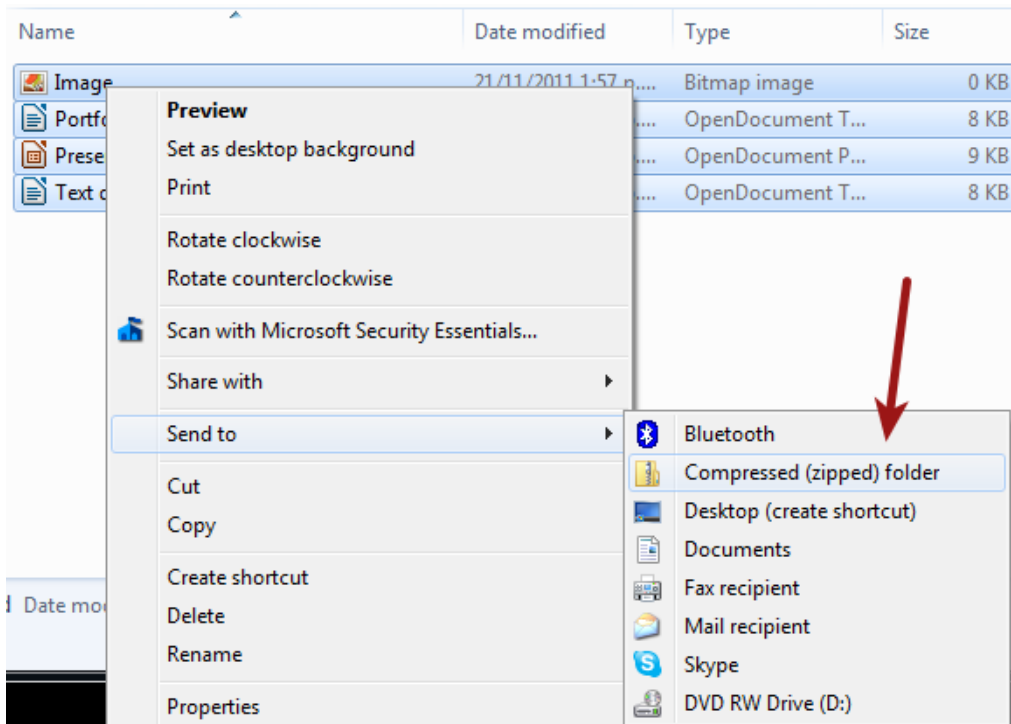 Name Date modified Type Size
Image 21/11/2011 1:57 p.... Bitmap image 0 KB
Portfo .... OpenDocument T... 8 KB
Prese .... OpenDocument P... 9 KB
Text d .... OpenDocument T... 8 KB
Preview
Set as desktop background
Print
Rotate clockwise
Rotate counterclockwise
Scan with Microsoft Security Essentials...
Share with
Send to
Cut
Copy
Create shortcut
Delete
Rename
Properties
Bluetooth
Compressed (zipped) folder
Desktop (create shortcut)
Documents
Fax recipient
Mail recipient
Skype
DVD RW Drive (D:)
d Date mod